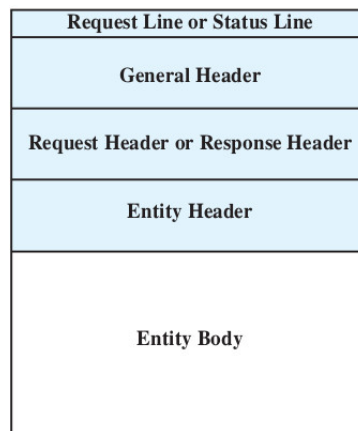 Request Line or Status Line
General Header
Request Header or Response Header
Entity Header
Entity Body